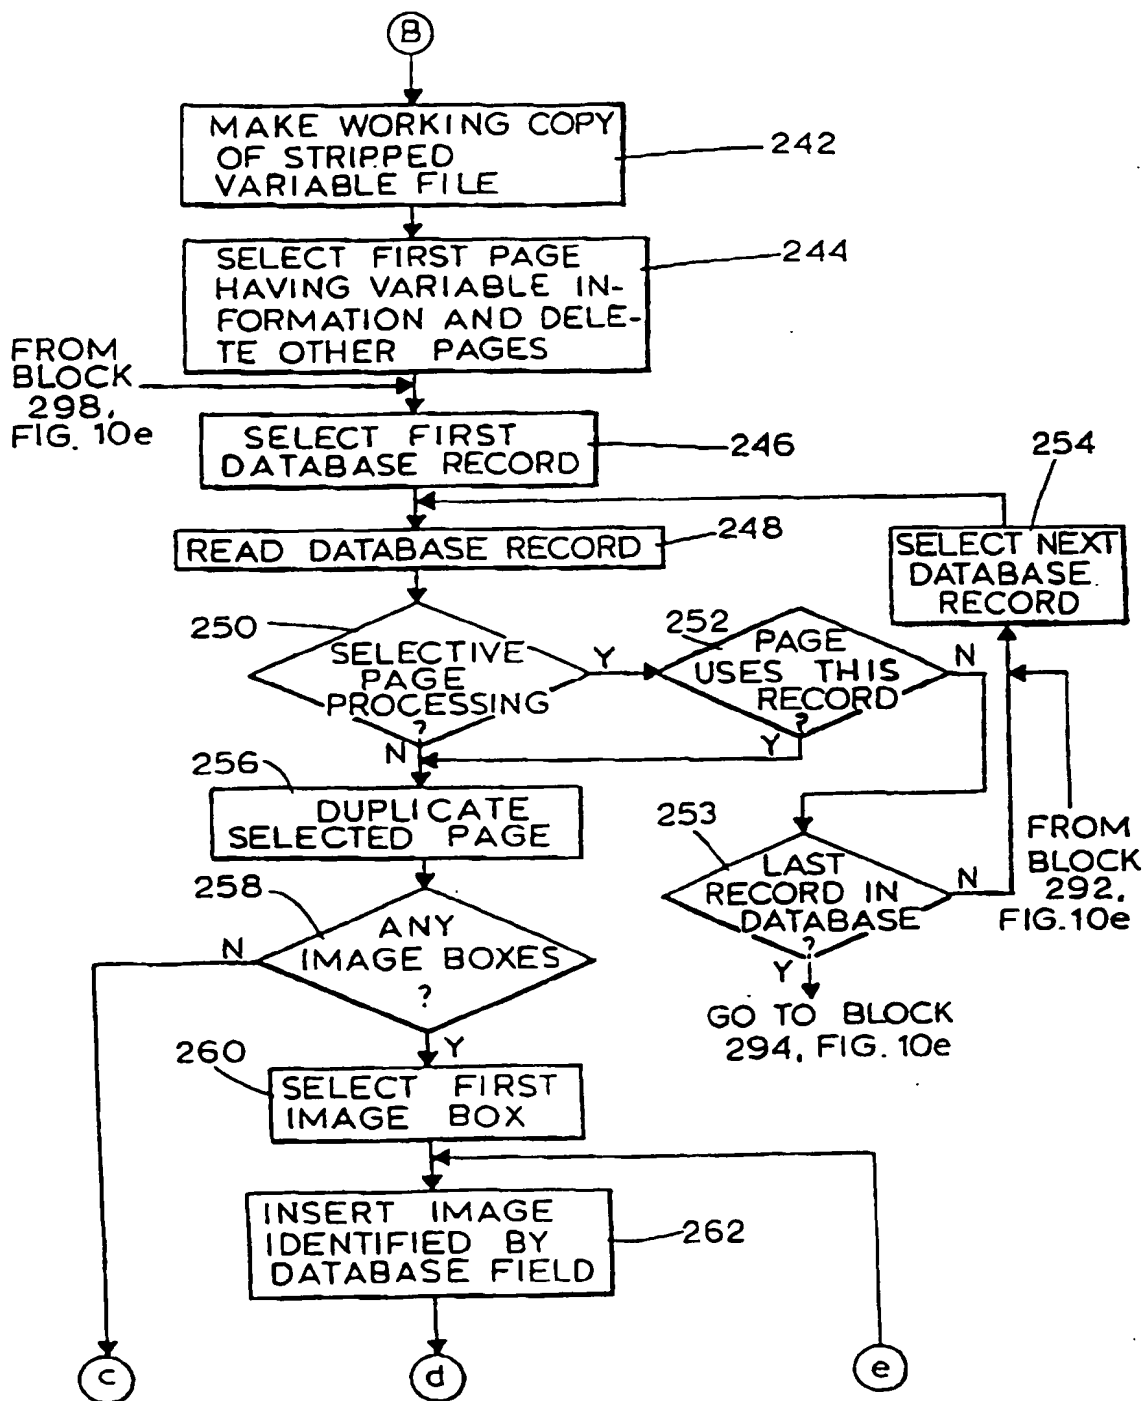 B
MAKE WORKING COPY
OF STRIPPED
VARIABLE FILE
242
SELECT FIRST PAGE
HAVING VARIABLE IN-
FORMATION AND DELE-
TE OTHER PAGES
244
FROM
BLOCK
298,
FIG. 10e
SELECT FIRST
DATABASE RECORD
246
254
READ DATABASE RECORD
248
SELECT NEXT
DATABASE
RECORD
250
SELECTIVE
PAGE
PROCESSING
?
Y
N
252
PAGE
USES THIS
RECORD
?
N
Y
256
DUPLICATE
SELECTED PAGE
253
LAST
RECORD IN
DATABASE
?
N
Y
FROM
BLOCK
292,
FIG. 10e
GO TO BLOCK
294, FIG. 10e
258
ANY
IMAGE BOXES
?
N
Y
260
SELECT FIRST
IMAGE BOX
INSERT IMAGE
IDENTIFIED BY
DATABASE FIELD
262
c
d
e